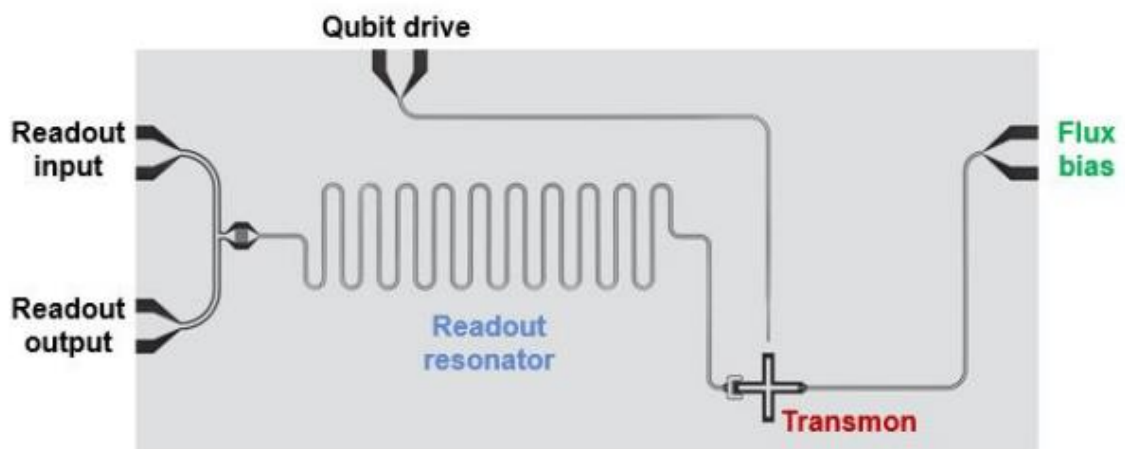 Qubit drive
Readout
input
Flux
bias
Readout
output
Readout
resonator
Transmon